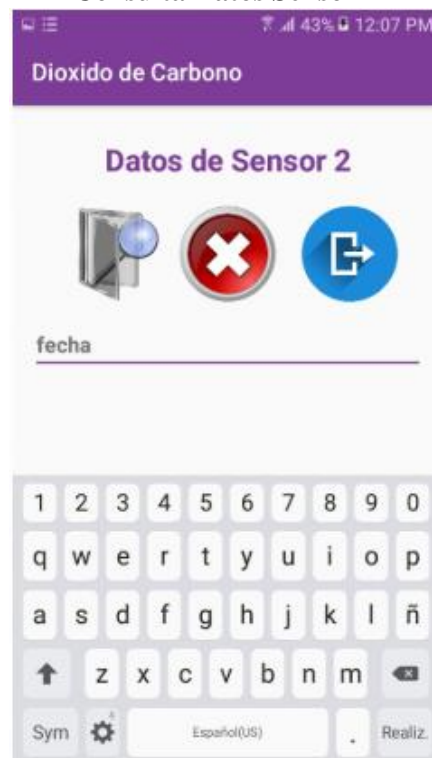 43% 12:07 PM
Dioxido de Carbono
Datos de Sensor 2
fecha
1 2 3 4 5 6 7 8 9 0
q w e r t y u i o p
a s d f g h j k l ñ
z x c v b n m
Sym Español(US) . Realiz.